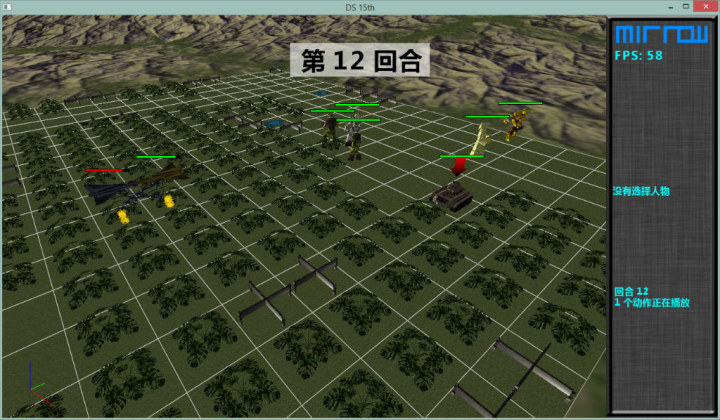 DS 15th
第 12 回合
mirrow
FPS: 58
没有选择人物
回合 12
1 个动作正在播放